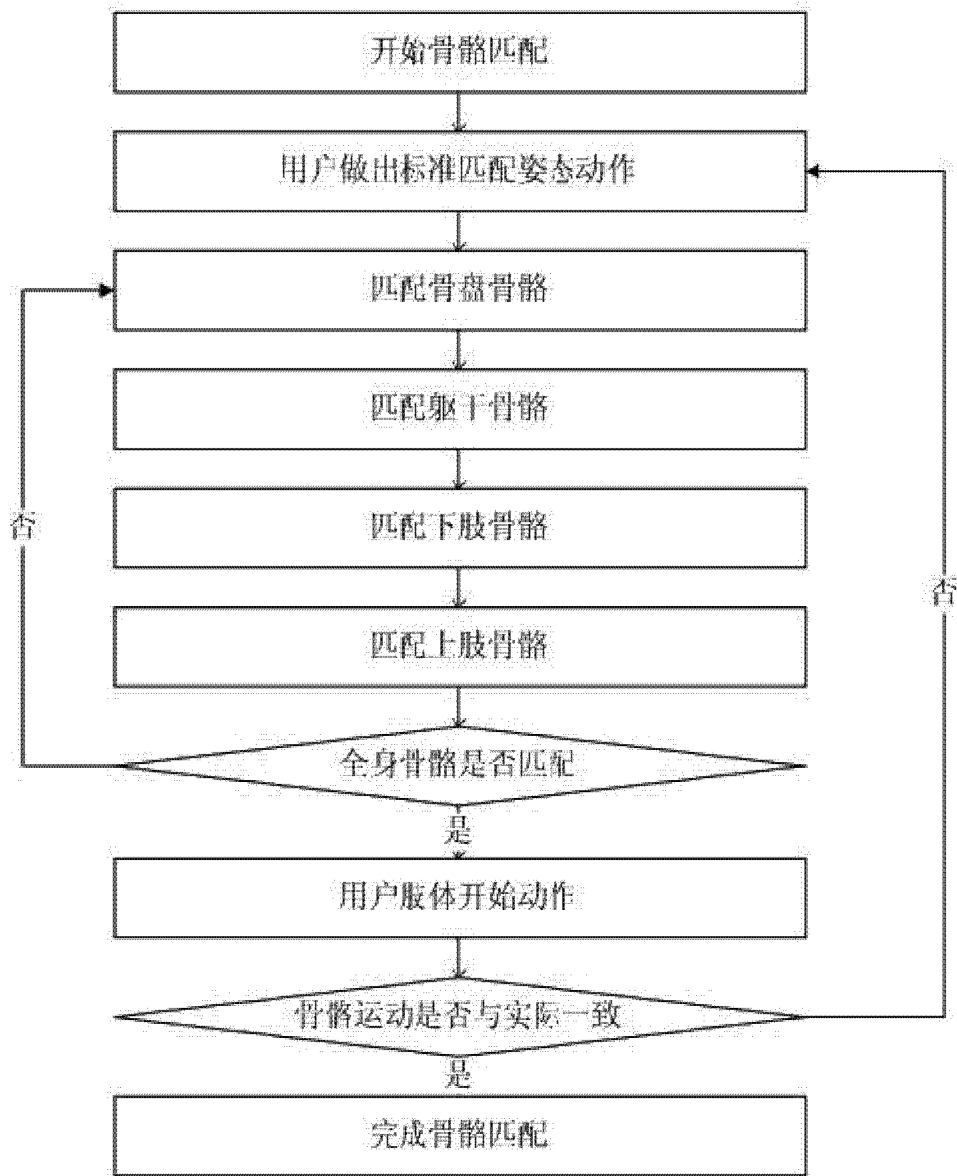 开始骨骼匹配
用户做出标准匹配姿态动作
匹配骨盘骨骼
匹配躯干骨骼
匹配下肢骨骼
否
否
匹配上肢骨骼
全身骨骼是否匹配
是
用户肢体开始动作
骨骼运动是否与实际一致
是
完成骨骼匹配